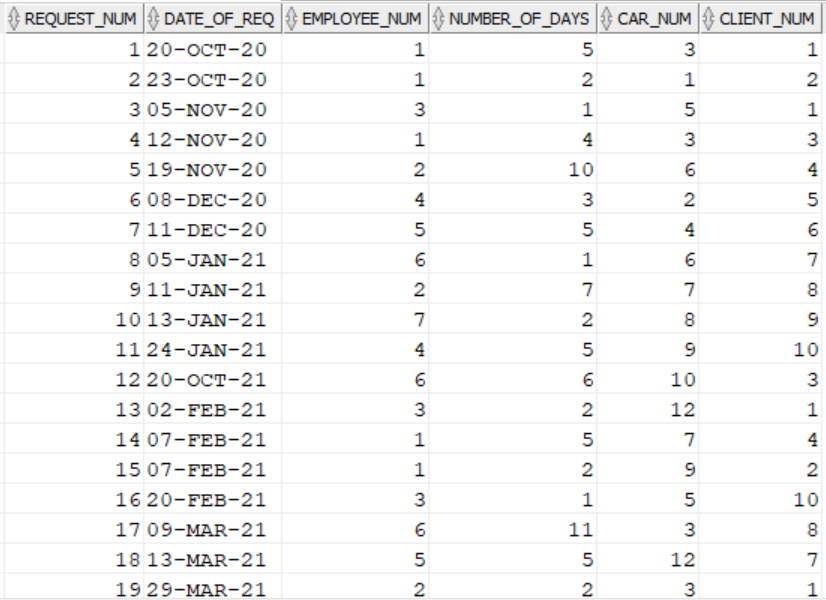 REQUEST_NUM DATE_OF_REQ EMPLOYEE_NUM NUMBER_OF_DAYS CAR_NUM CLIENT_NUM
1 20-OCT-20 1 5 3 1
2 23-OCT-20 1 2 1 2
3 05-NOV-20 3 1 5 1
4 12-NOV-20 1 4 3 3
5 19-NOV-20 2 10 6 4
6 08-DEC-20 4 3 2 5
7 11-DEC-20 5 5 4 6
8 05-JAN-21 6 1 6 7
9 11-JAN-21 2 7 7 8
10 13-JAN-21 7 2 8 9
11 24-JAN-21 4 5 9 10
12 20-OCT-21 6 6 10 3
13 02-FEB-21 3 2 12 1
14 07-FEB-21 1 5 7 4
15 07-FEB-21 1 2 9 2
16 20-FEB-21 3 1 5 10
17 09-MAR-21 6 11 3 8
18 13-MAR-21 5 5 12 7
19 29-MAR-21 2 2 3 1